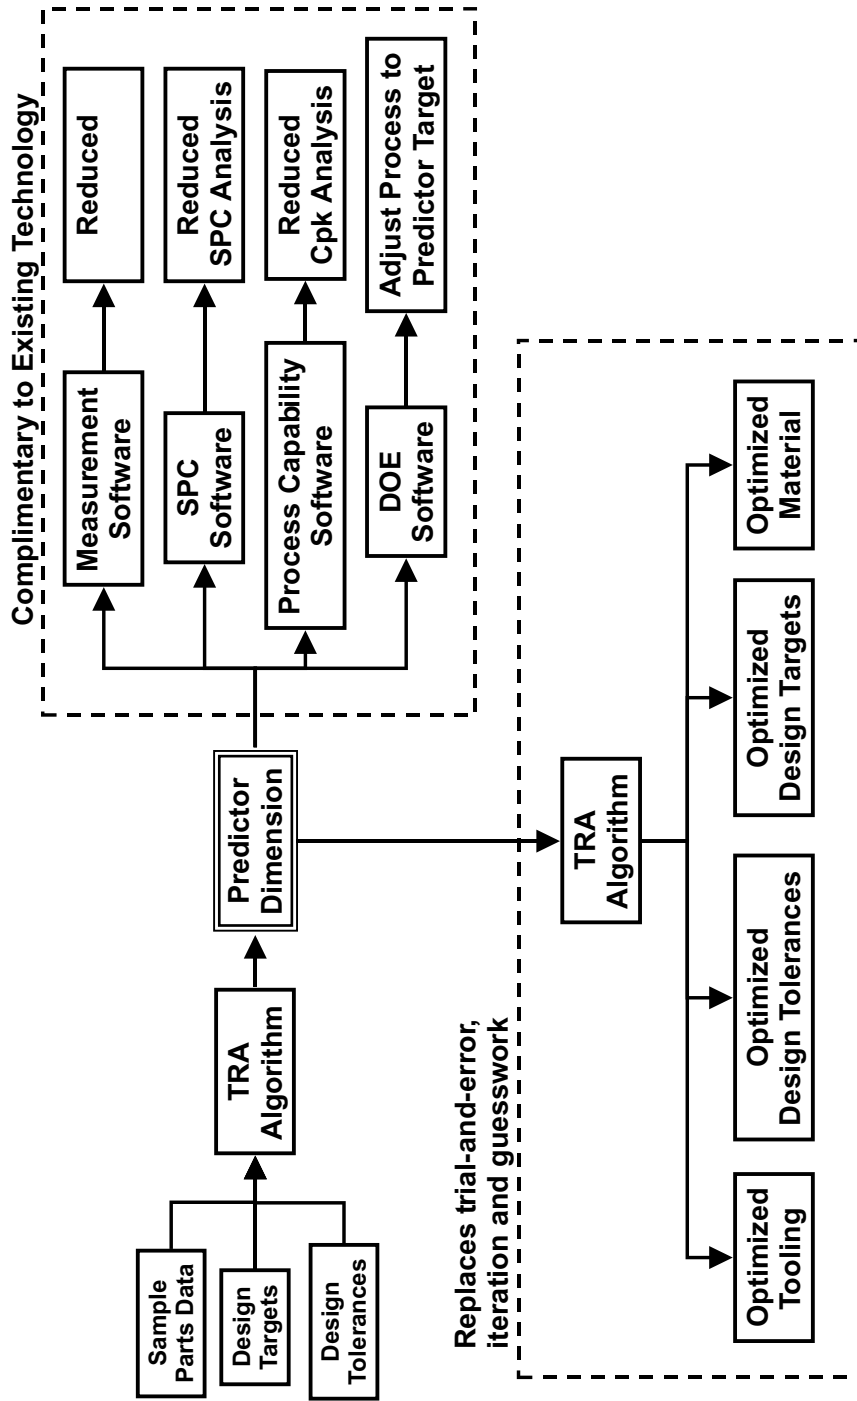 Complimentary to Existing Technology
Sample
Parts Data
Design
Targets
Design
Tolerances
TRA
Algorithm
Predictor
Dimension
Measurement
Software
Reduced
SPC
Software
Reduced
SPC Analysis
Process Capability
Software
Reduced
Cpk Analysis
DOE
Software
Adjust Process to
Predictor Target
Replaces trial-and-error,
iteration and guesswork
TRA
Algorithm
Optimized
Tooling
Optimized
Design Tolerances
Optimized
Design Targets
Optimized
Material